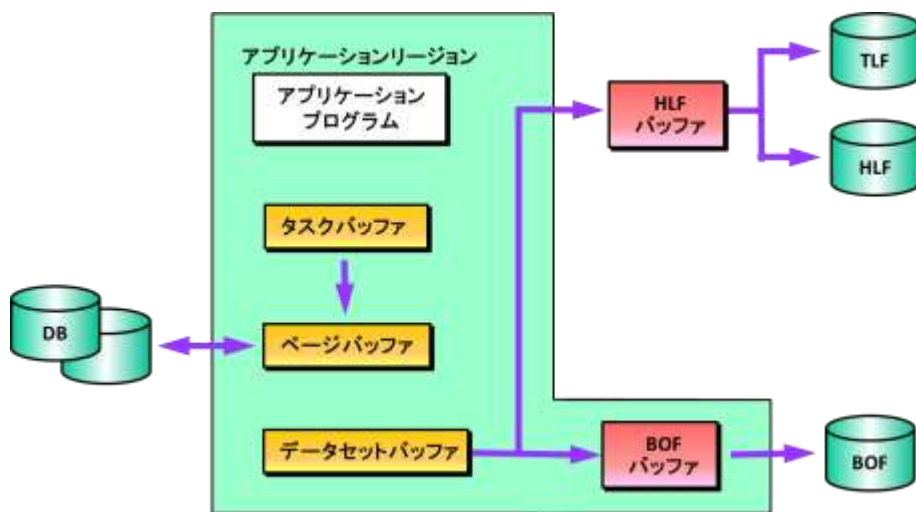 アプリケーションリージョン
アプリケーション
プログラム
タスクバッファ
ページバッファ
データセットバッファ
DB
HLF
バッファ
TLF
HLF
BOF
バッファ
BOF